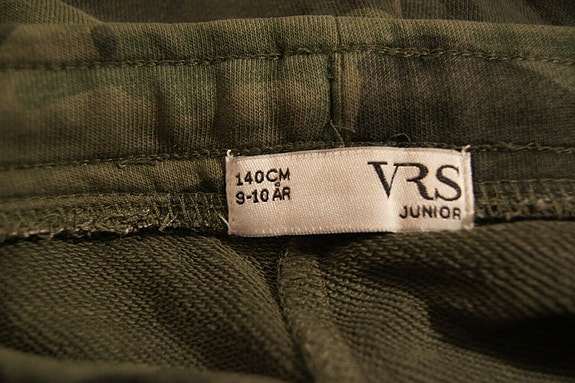 140CM
9-10 ÅR
VRS
JUNIOR